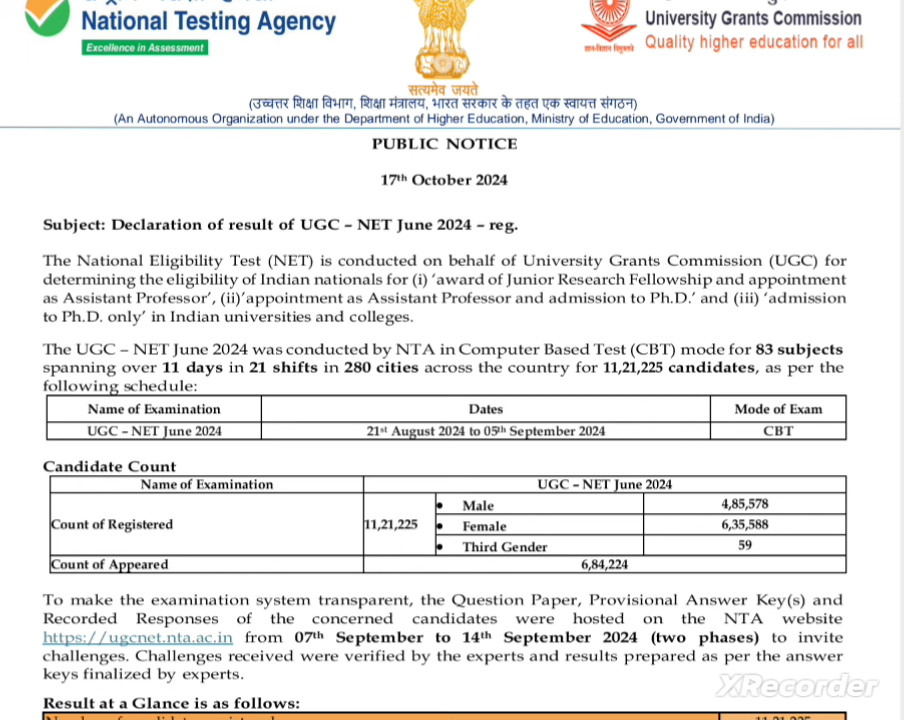 National Testing Agency
Excellence in Assessment
सत्यमेव जयते
University Grants Commission
ज्ञान-विज्ञान विमुक्तये
Quality higher education for all
(उच्चतर शिक्षा विभाग, शिक्षा मंत्रालय, भारत सरकार के तहत एक स्वायत्त संगठन)
(An Autonomous Organization under the Department of Higher Education, Ministry of Education, Government of India)
PUBLIC NOTICE
17th October 2024
Subject: Declaration of result of UGC – NET June 2024 – reg.
The National Eligibility Test (NET) is conducted on behalf of University Grants Commission (UGC) for
determining the eligibility of Indian nationals for (i) ‘award of Junior Research Fellowship and appointment
as Assistant Professor’, (ii)‘appointment as Assistant Professor and admission to Ph.D.’ and (iii) ‘admission
to Ph.D. only’ in Indian universities and colleges.
The UGC – NET June 2024 was conducted by NTA in Computer Based Test (CBT) mode for 83 subjects
spanning over 11 days in 21 shifts in 280 cities across the country for 11,21,225 candidates, as per the
following schedule:
Name of Examination Dates Mode of Exam
UGC – NET June 2024 21st August 2024 to 05th September 2024 CBT
Candidate Count
Name of Examination UGC – NET June 2024
Count of Registered 11,21,225
• Male 4,85,578
• Female 6,35,588
• Third Gender 59
Count of Appeared 6,84,224
To make the examination system transparent, the Question Paper, Provisional Answer Key(s) and
Recorded Responses of the concerned candidates were hosted on the NTA website
https://ugcnet.nta.ac.in from 07th September to 14th September 2024 (two phases) to invite
challenges. Challenges received were verified by the experts and results prepared as per the answer
keys finalized by experts.
XRecorder
Result at a Glance is as follows: